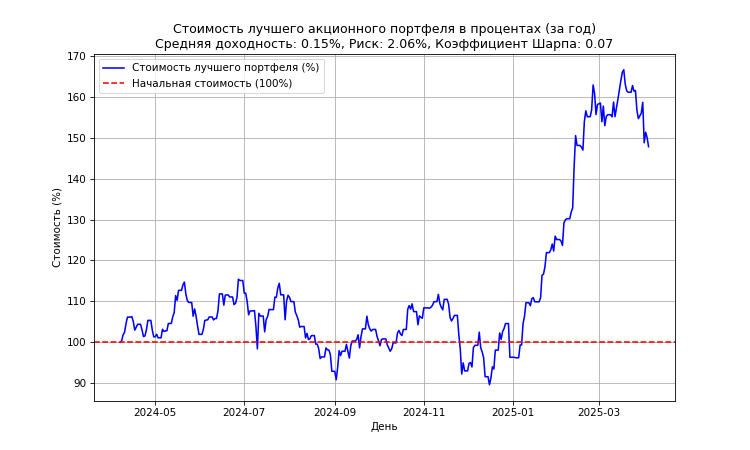 Стоимость лучшего акционного портфеля в процентах (за год)
Средняя доходность: 0.15%, Риск: 2.06%, Коэффициент Шарпа: 0.07
Стоимость лучшего портфеля (%)
Начальная стоимость (100%)
Стоимость (%)
170
160
150
140
130
120
110
100
90
2024-05
2024-07
2024-09
2024-11
2025-01
2025-03
День